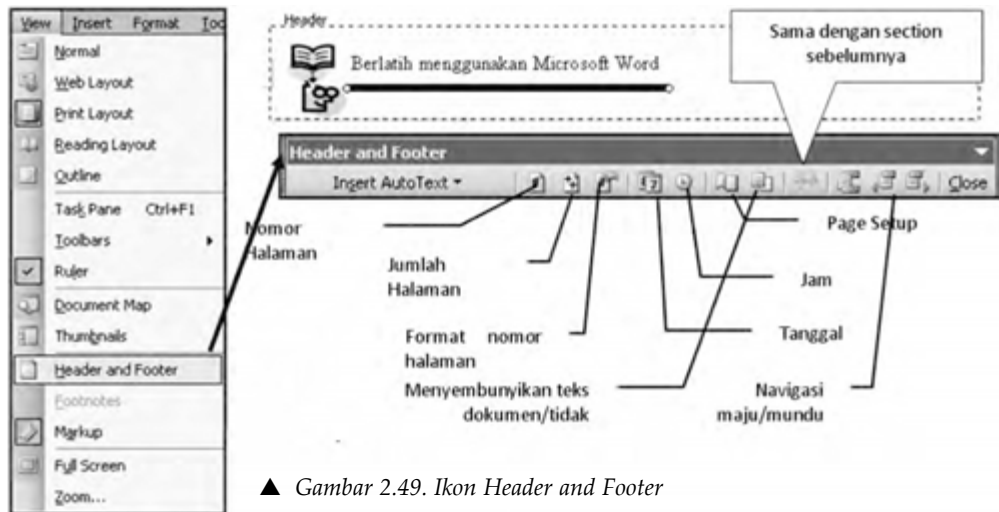 View Insert Format Too
Normal
Web Layout
Print Layout
Reading Layout
Outline
Task Pane Ctrl+F1
Toolbars
Ruler
Document Map
Thumbnails
Header and Footer
Footnotes
Markup
Full Screen
Zoom...
Header
Berlatih menggunakan Microsoft Word
Sama dengan section
sebelumnya
Header and Footer
Insert AutoText
Close
Nomor
Halaman
Jumlah
Halaman
Format nomor
halaman
Menyembunyikan teks
dokumen/tidak
Page Setup
Jam
Tanggal
Navigasi
maju/mundu
▲ Gambar 2.49. Ikon Header and Footer